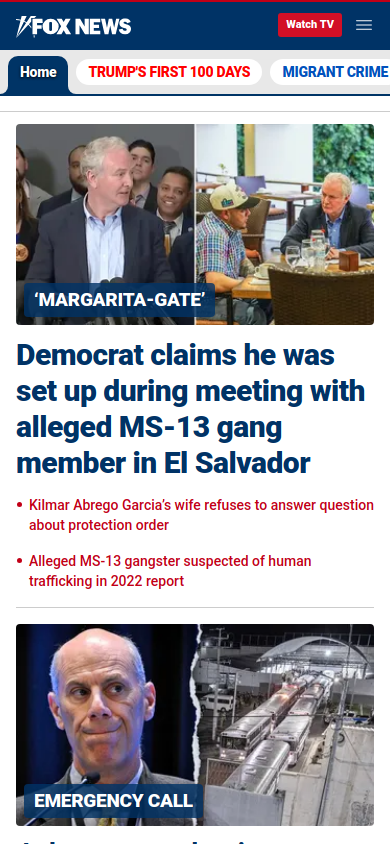 FOX NEWS
Watch TV
Home
TRUMP'S FIRST 100 DAYS
MIGRANT CRIME
‘MARGARITA-GATE’
Democrat claims he was
set up during meeting with
alleged MS-13 gang
member in El Salvador
• Kilmar Abrego Garcia’s wife refuses to answer question
about protection order
• Alleged MS-13 gangster suspected of human
trafficking in 2022 report
EMERGENCY CALL